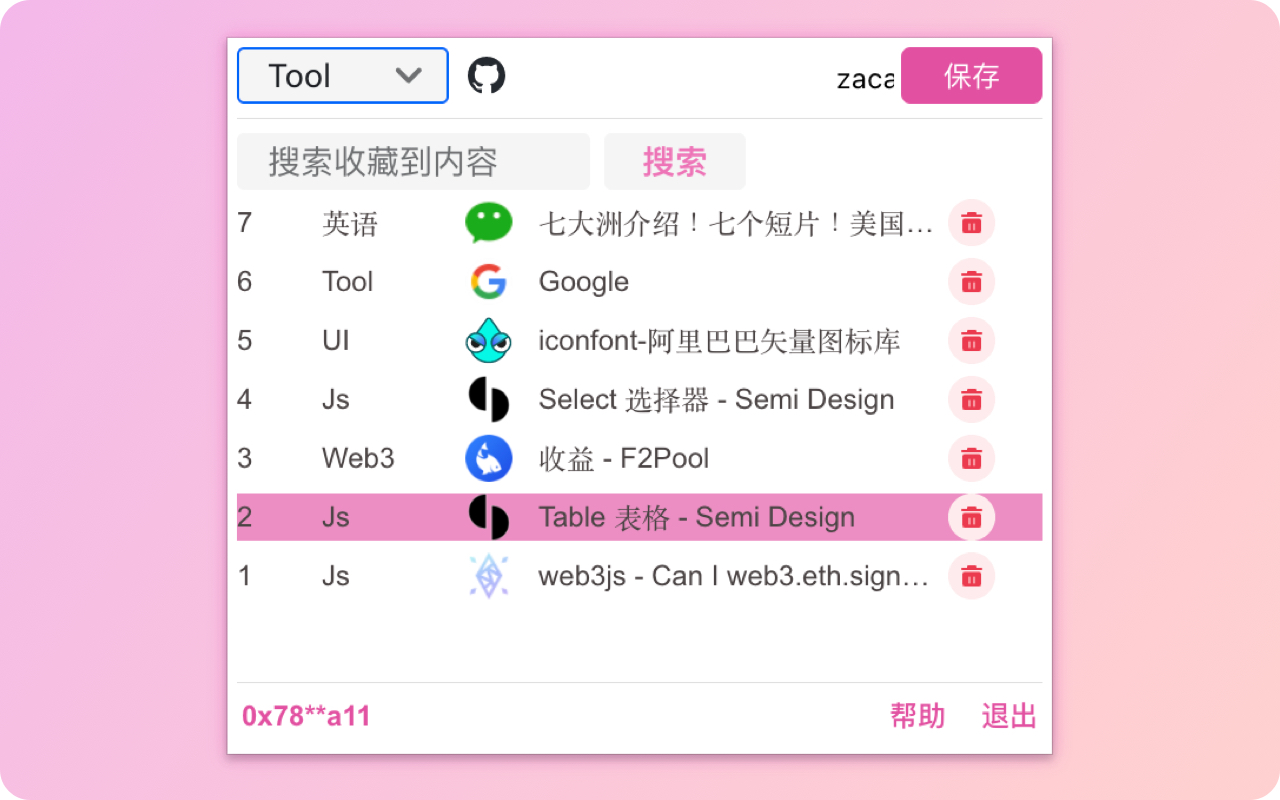 Tool zaca 保存
搜索收藏到内容 搜索
7 英语 七大洲介绍！七个短片！美国…
6 Tool Google
5 UI iconfont-阿里巴巴矢量图标库
4 Js Select 选择器 - Semi Design
3 Web3 收益 - F2Pool
2 Js Table 表格 - Semi Design
1 Js web3js - Can I web3.eth.sign…
0x78**a11 帮助 退出